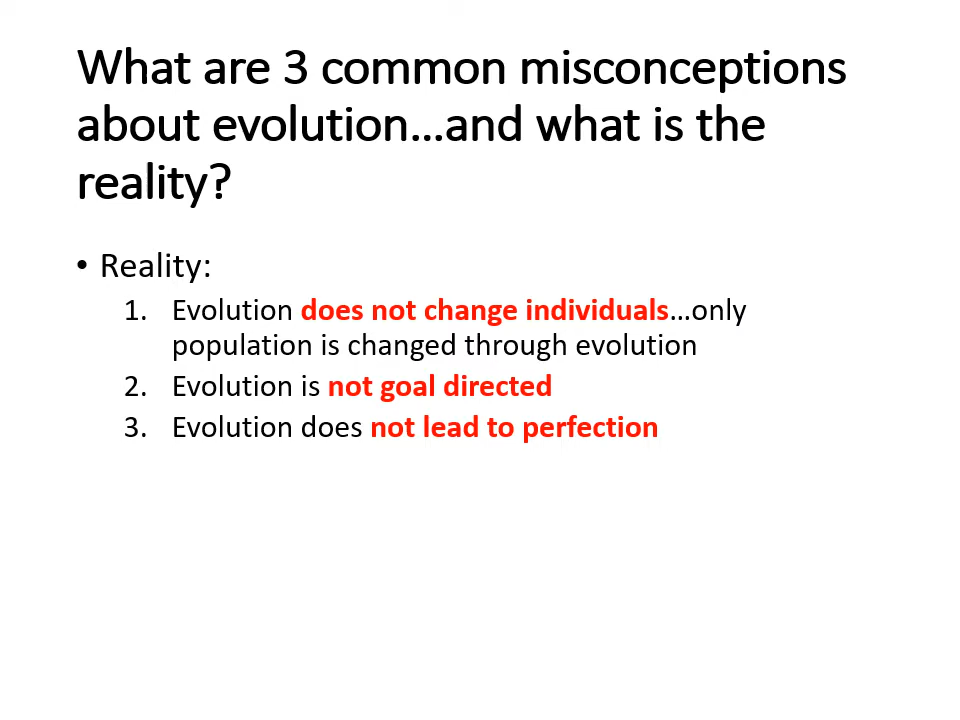 What are 3 common misconceptions
about evolution...and what is the
reality?
• Reality:
1. Evolution does not change individuals...only
population is changed through evolution
2. Evolution is not goal directed
3. Evolution does not lead to perfection